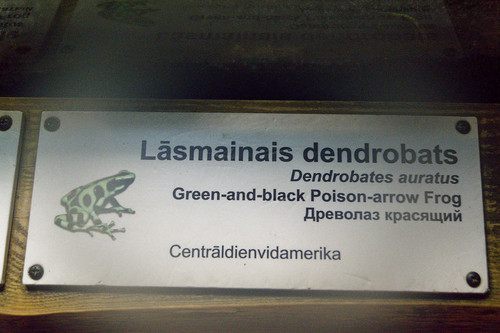 Lāsmainais dendrobats
Dendrobates auratus
Green-and-black Poison-arrow Frog
Древолаз красящий
Centrāldienvidamerika